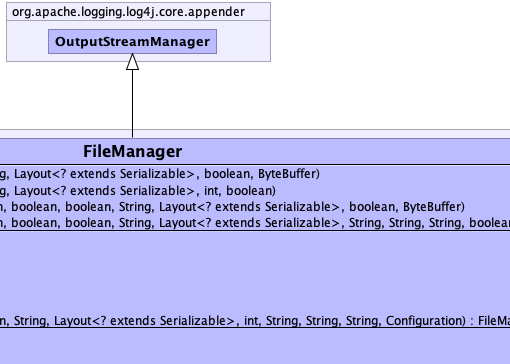 org.apache.logging.log4j.core.appender
OutputStreamManager
FileManager
g, Layout<? extends Serializable>, boolean, ByteBuffer)
g, Layout<? extends Serializable>, int, boolean)
n, boolean, boolean, String, Layout<? extends Serializable>, boolean, ByteBuffer)
n, boolean, boolean, String, Layout<? extends Serializable>, String, String, String, boolean
n, String, Layout<? extends Serializable>, int, String, String, String, Configuration) : FileMa